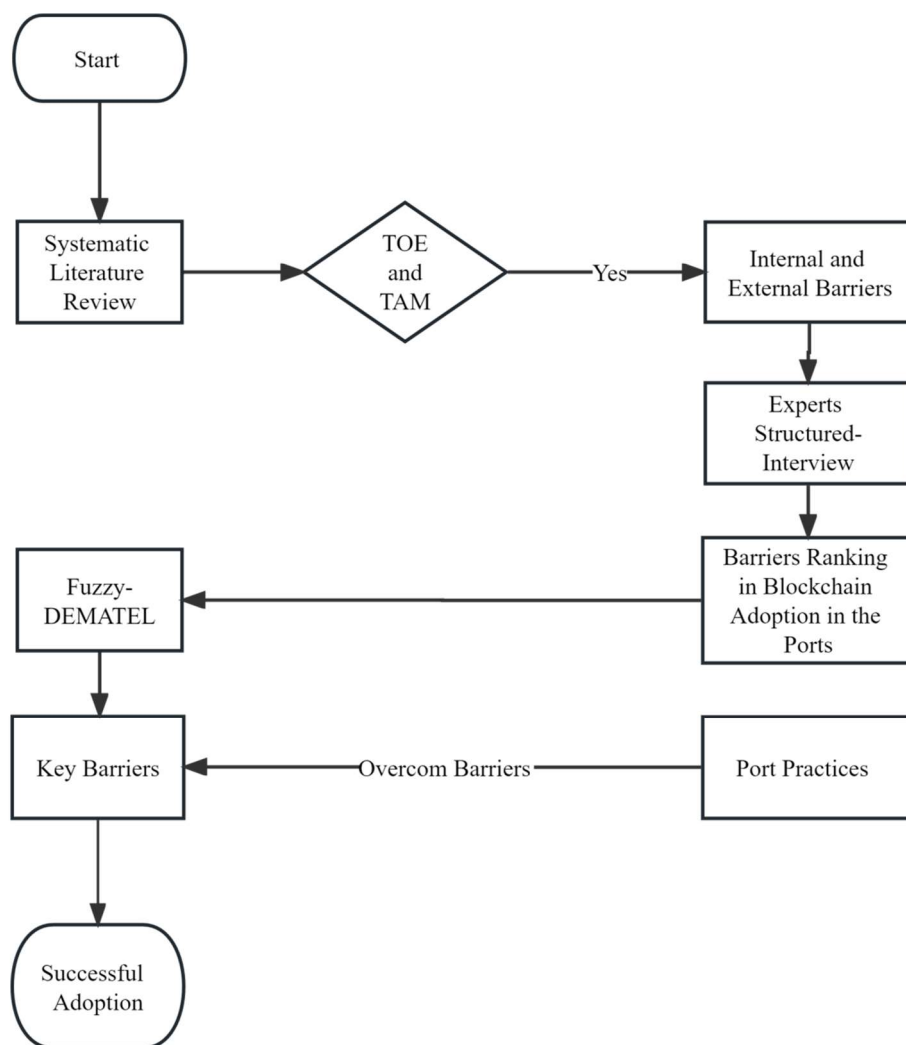 Start
Systematic
Literature
Review
TOE
and
TAM
Yes
Internal and
External Barriers
Experts
Structured-
Interview
Barriers Ranking
in Blockchain
Adoption in the
Ports
Fuzzy-
DEMATEL
Key Barriers
Overcom Barriers
Port Practices
Successful
Adoption